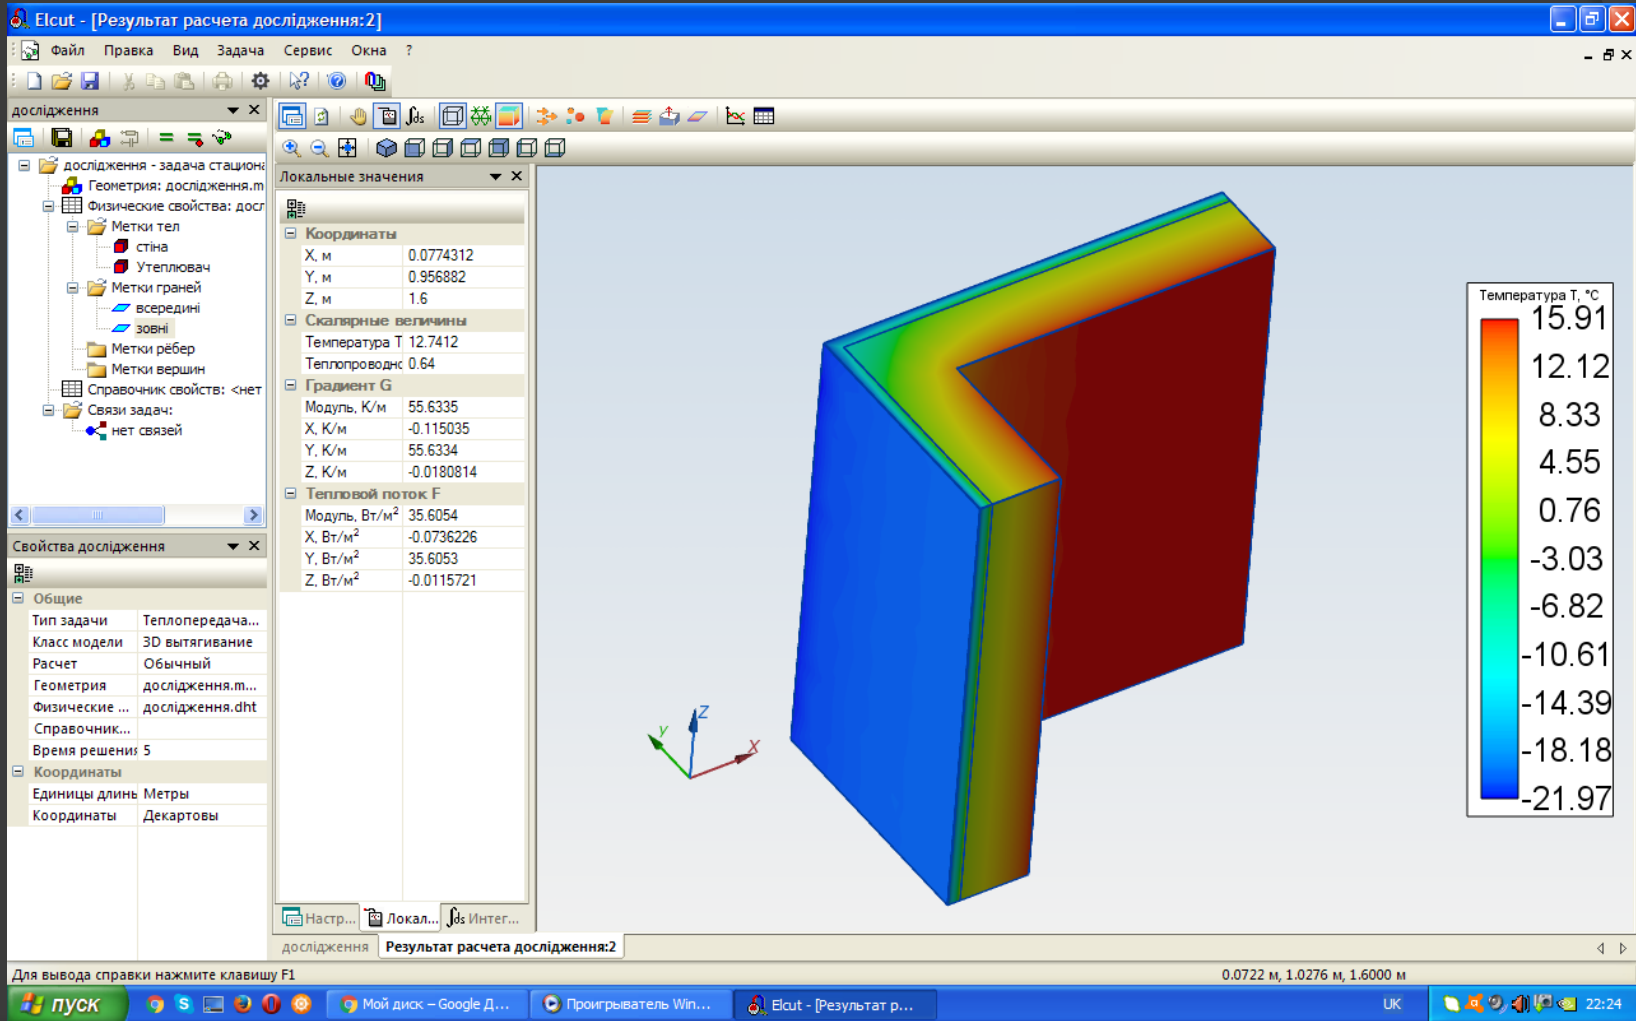 Elcut - [Результат расчета дослідження:2]
Файл Правка Вид Задача Сервис Окна ?
дослідження
дослідження - задача стациона
Геометрия: дослідження.m
Физические свойства: досл
Метки тел
стіна
Утеплювач
Метки граней
всередині
зовні
Метки рёбер
Метки вершин
Справочник свойств: <нет
Связи задач:
нет связей
Свойства дослідження
Общие
Тип задачи Теплопередача...
Класс модели 3D вытягивание
Расчет Обычный
Геометрия дослідження.m...
Физические ... дослідження.dht
Справочник...
Время решения 5
Координаты
Единицы длины Метры
Координаты Декартовы
Локальные значения
Координаты
X, м 0.0774312
Y, м 0.956882
Z, м 1.6
Скалярные величины
Температура T 12.7412
Теплопроводнс 0.64
Градиент G
Модуль, К/м 55.6335
X, К/м -0.115035
Y, К/м 55.6334
Z, К/м -0.0180814
Тепловой поток F
Модуль, Вт/м² 35.6054
X, Вт/м² -0.0736226
Y, Вт/м² 35.6053
Z, Вт/м² -0.0115721
Настр... Локал... Интег...
Z
y
X
Температура T, °C
15.91
12.12
8.33
4.55
0.76
-3.03
-6.82
-10.61
-14.39
-18.18
-21.97
дослідження Результат расчета дослідження:2
Для вывода справки нажмите клавишу F1 0.0722 м, 1.0276 м, 1.6000 м
пуск Мой диск – Google Д... Проигрыватель Win... Elcut - [Результат р... UK 22:24